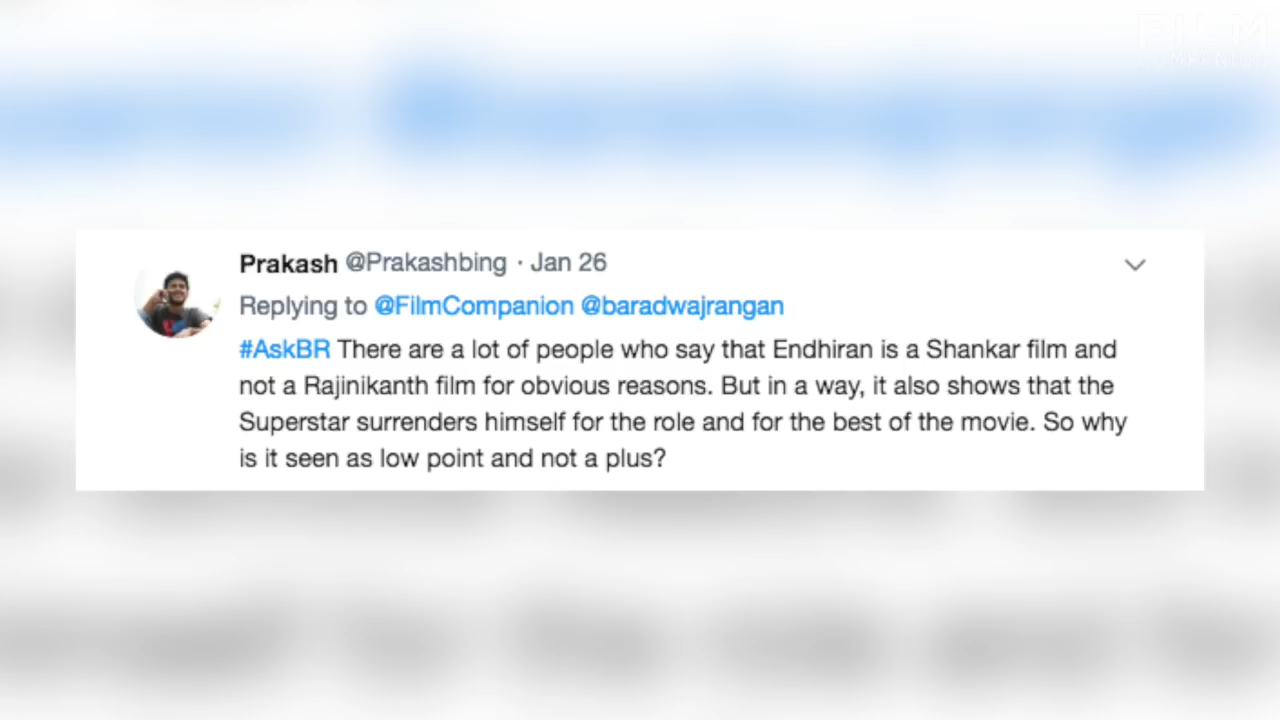 FILM
Prakash @Prakashbing · Jan 26
Replying to @FilmCompanion @baradwajrangan
#AskBR There are a lot of people who say that Endhiran is a Shankar film and
not a Rajinikanth film for obvious reasons. But in a way, it also shows that the
Superstar surrenders himself for the role and for the best of the movie. So why
is it seen as low point and not a plus?